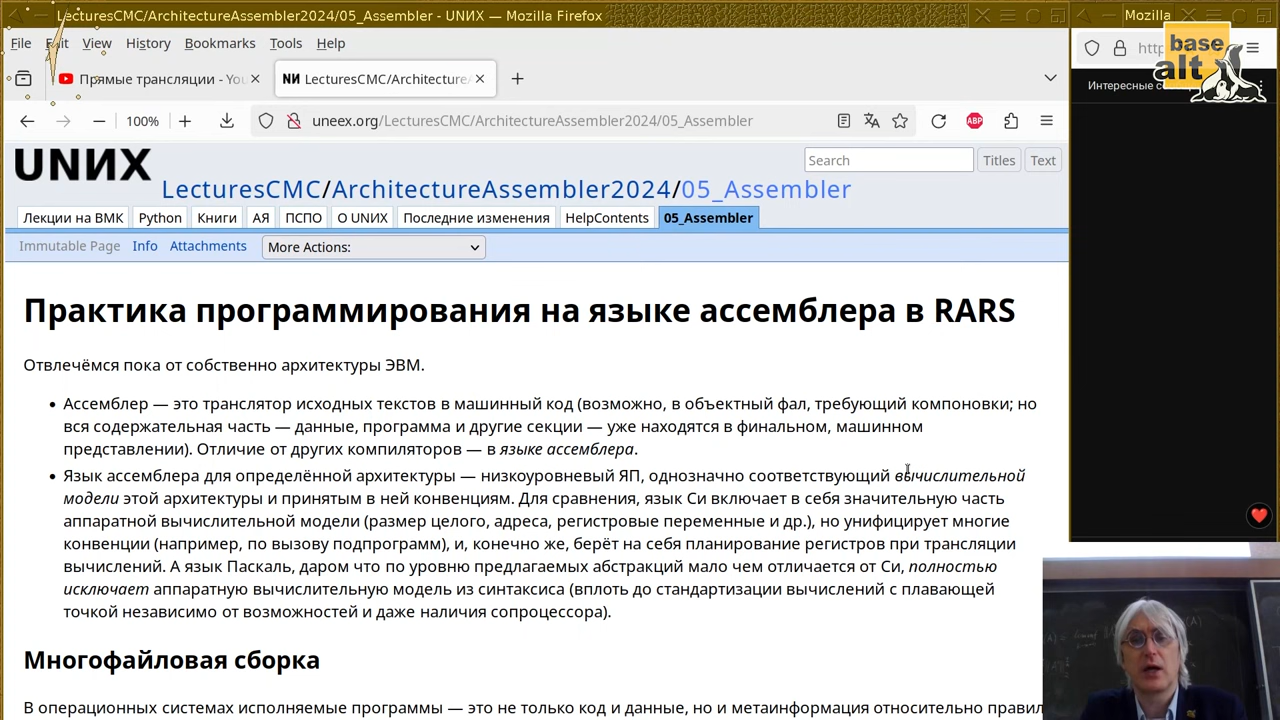 LecturesCMC/ArchitectureAssembler2024/05_Assembler - UNИX — Mozilla Firefox
Mozilla
File Edit View History Bookmarks Tools Help
Прямые трансляции - You
NИ LecturesCMC/ArchitectureA
100%
uneex.org/LecturesCMC/ArchitectureAssembler2024/05_Assembler
ABP
http
base
alt
Интересные с
UNИX
Search
Titles
Text
LecturesCMC/ArchitectureAssembler2024/05_Assembler
Лекции на ВМК Python Книги АЯ ПСПО О UNИX Последние изменения HelpContents 05_Assembler
Immutable Page Info Attachments More Actions:
Практика программирования на языке ассемблера в RARS
Отвлечёмся пока от собственно архитектуры ЭВМ.
• Ассемблер — это транслятор исходных текстов в машинный код (возможно, в объектный фал, требующий компоновки; но
вся содержательная часть — данные, программа и другие секции — уже находятся в финальном, машинном
представлении). Отличие от других компиляторов — в языке ассемблера.
• Язык ассемблера для определённой архитектуры — низкоуровневый ЯП, однозначно соответствующий вычислительной
модели этой архитектуры и принятым в ней конвенциям. Для сравнения, язык Си включает в себя значительную часть
аппаратной вычислительной модели (размер целого, адреса, регистровые переменные и др.), но унифицирует многие
конвенции (например, по вызову подпрограмм), и, конечно же, берёт на себя планирование регистров при трансляции
вычислений. А язык Паскаль, даром что по уровню предлагаемых абстракций мало чем отличается от Си, полностью
исключает аппаратную вычислительную модель из синтаксиса (вплоть до стандартизации вычислений с плавающей
точкой независимо от возможностей и даже наличия сопроцессора).
Многофайловая сборка
В операционных системах исполняемые программы — это не только код и данные, но и метаинформация относительно правил